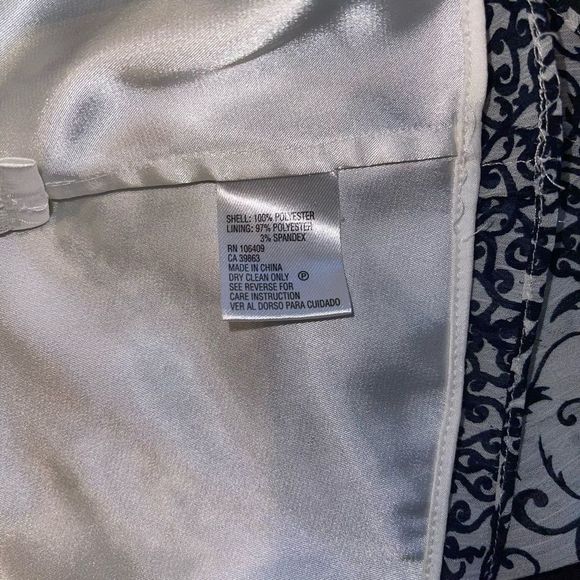 SHELL: 100% POLYESTER
LINING: 97% POLYESTER
3% SPANDEX
RN 106409
CA 39863
MADE IN CHINA
DRY CLEAN ONLY Ⓟ
SEE REVERSE FOR
CARE INSTRUCTION
VER AL DORSO PARA CUIDADO